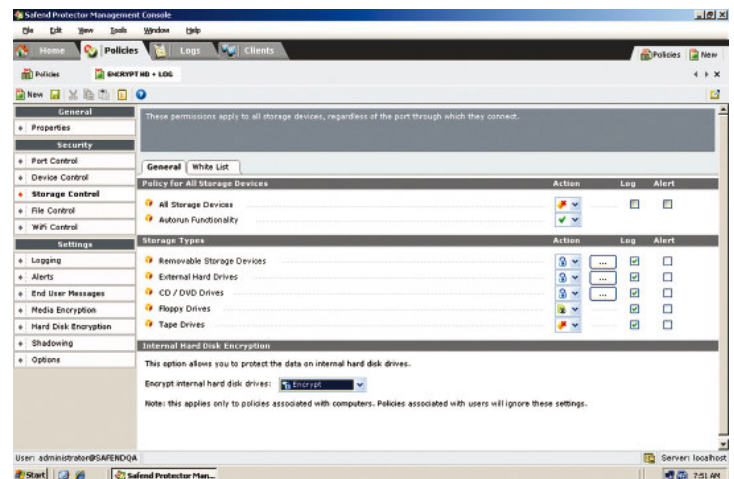 Safend Protector Management Console
File Edit View Tools Window Help
Home Policies Logs Clients Policies New
Policies ENCRYPT HD + LOG
New
General
Properties
Security
Port Control
Device Control
Storage Control
File Control
WiFi Control
Settings
Logging
Alerts
End User Messages
Media Encryption
Hard Disk Encryption
Shadowing
Options
These permissions apply to all storage devices, regardless of the port through which they connect.
General White List
Policy for All Storage Devices Action Log Alert
All Storage Devices
Autorun Functionality
Storage Types Action Log Alert
Removable Storage Devices ...
External Hard Drives ...
CD / DVD Drives ...
Floppy Drives
Tape Drives
Internal Hard Disk Encryption
This option allows you to protect the data on internal hard disk drives.
Encrypt internal hard disk drives: Encrypt
Note: this applies only to policies associated with computers. Policies associated with users will ignore these settings.
User: administrator@SAFENDQA Server: localhost
Start Safend Protector Man... 7:51 AM